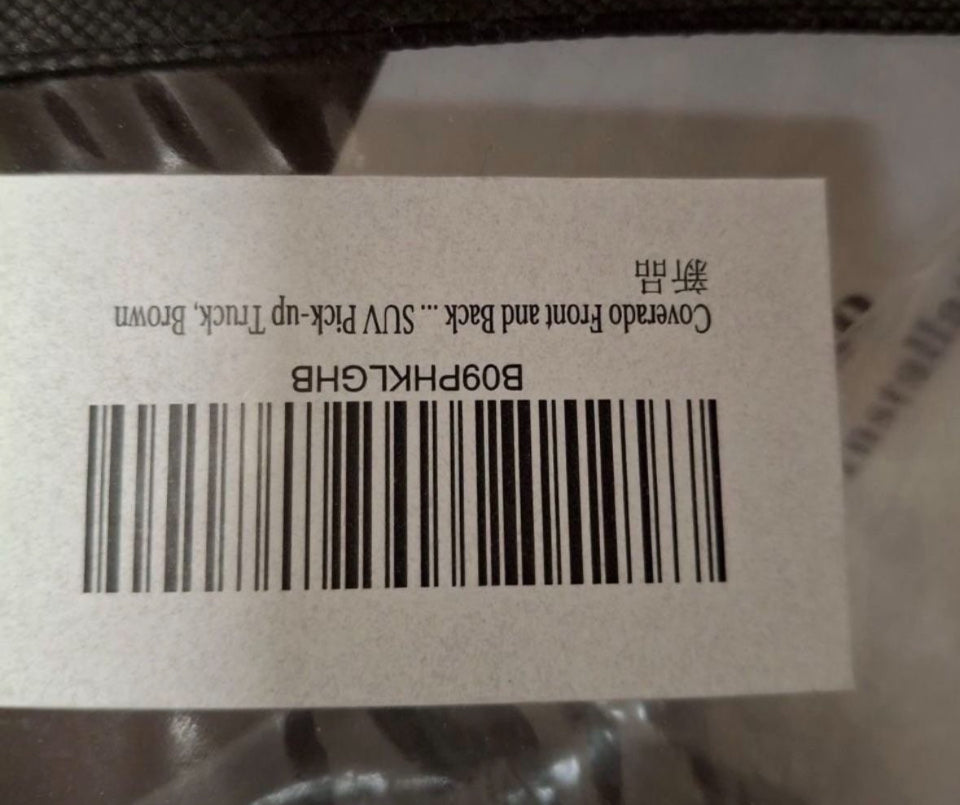 B09PHKLGHB
Coverado Front and Back ... SUV Pick-up Truck, Brown
新品